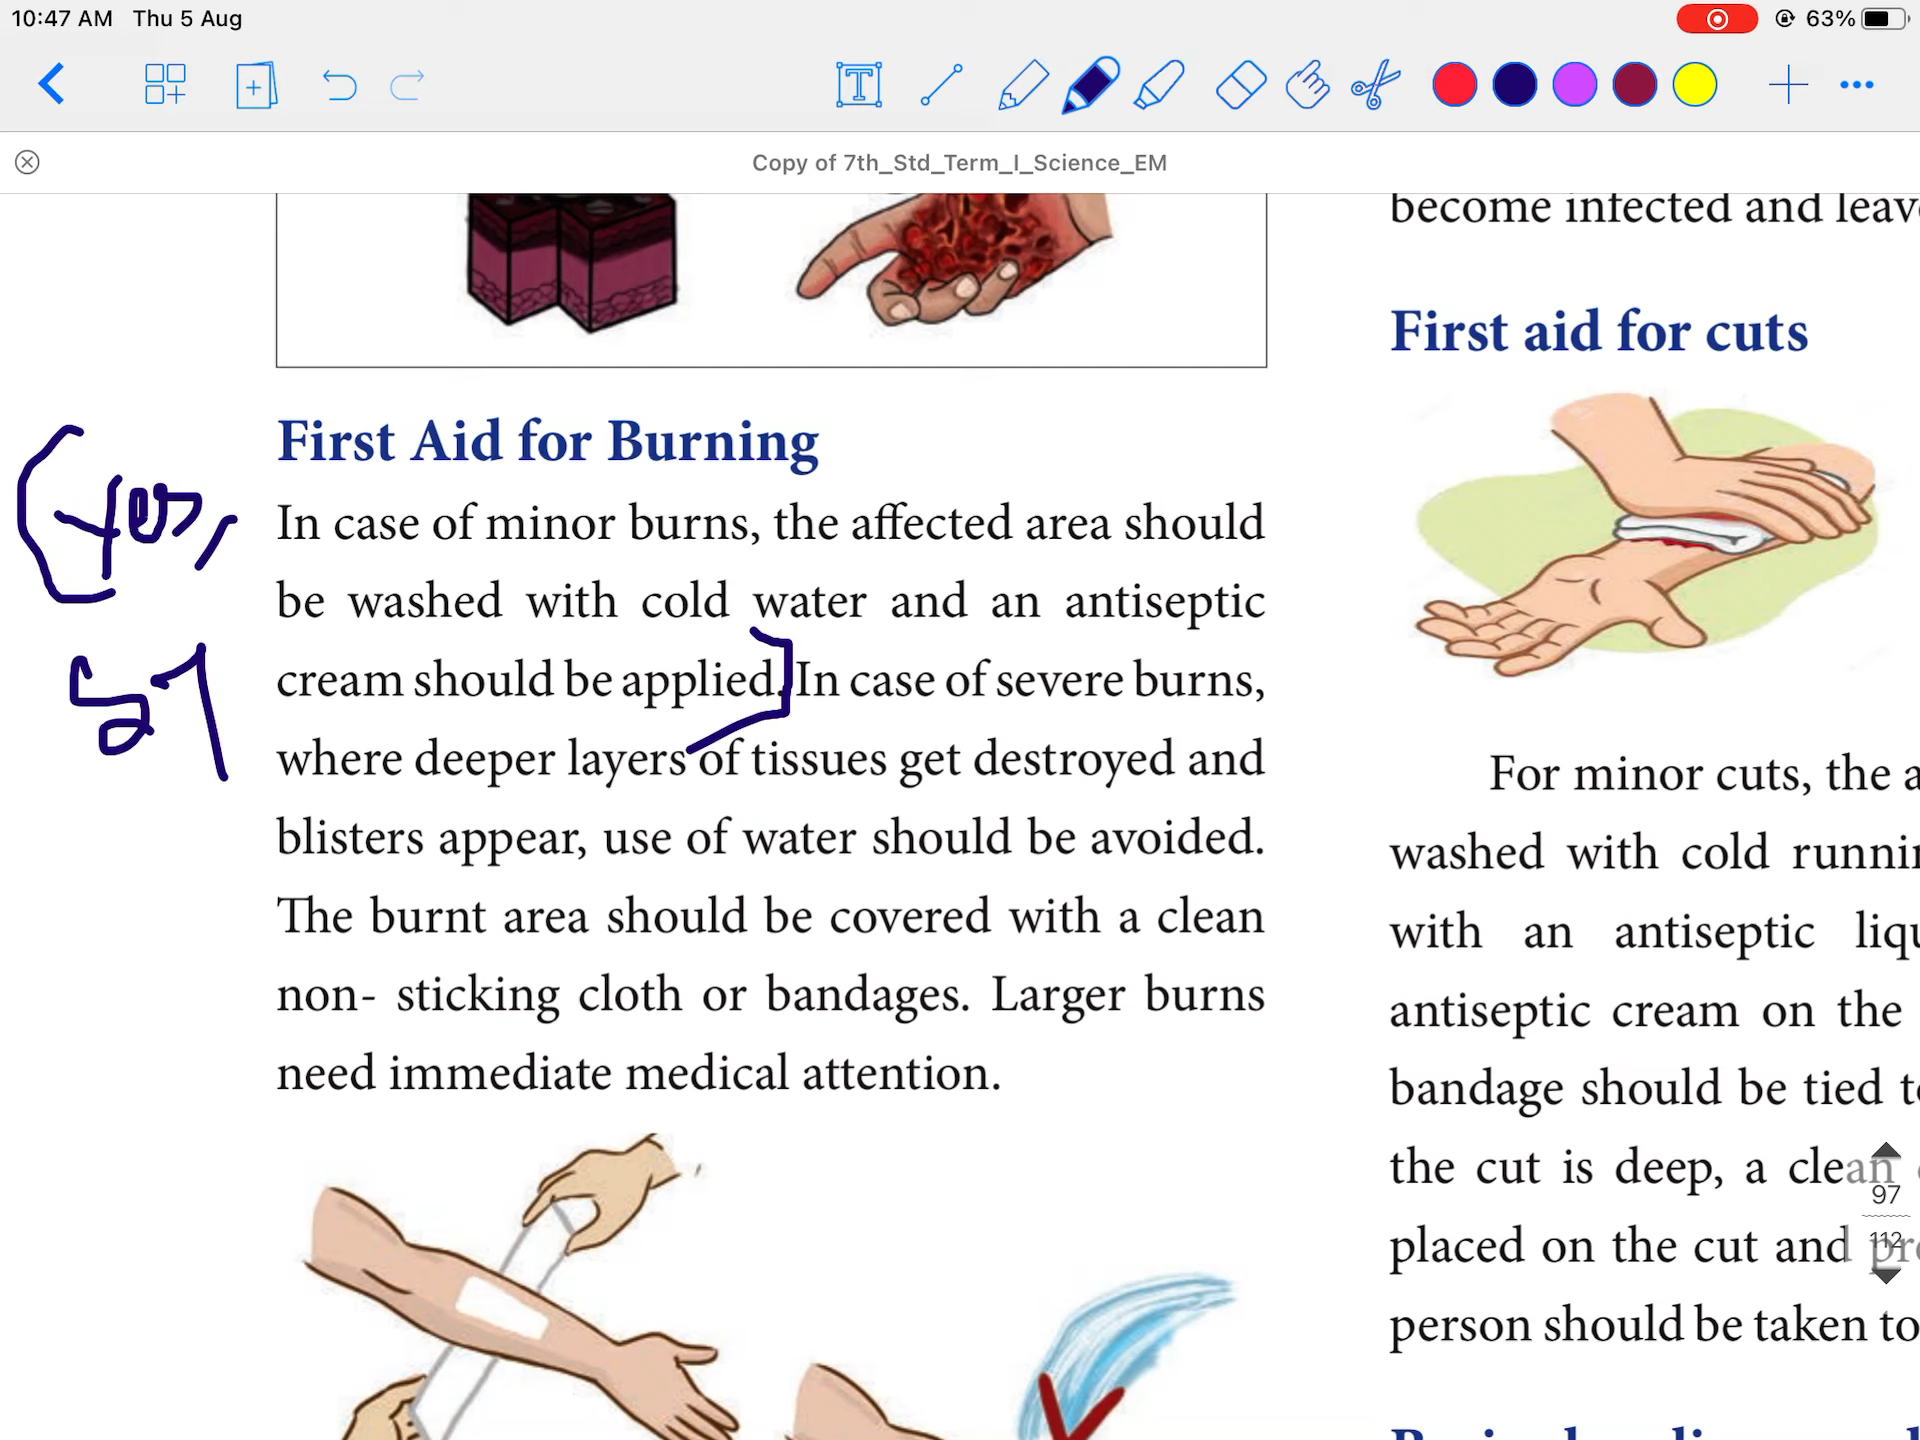 10:47 AM Thu 5 Aug
63%
T
Copy of 7th_Std_Term_I_Science_EM
First Aid for Burning
(Yes,
In case of minor burns, the affected area should
be washed with cold water and an antiseptic
cream should be applied.] In case of severe burns,
where deeper layers of tissues get destroyed and
blisters appear, use of water should be avoided.
The burnt area should be covered with a clean
non- sticking cloth or bandages. Larger burns
need immediate medical attention.
become infected and leav
First aid for cuts
For minor cuts, the a
washed with cold runnin
with an antiseptic liqu
antiseptic cream on the
bandage should be tied to
the cut is deep, a clean
placed on the cut and pr
person should be taken to
97
112